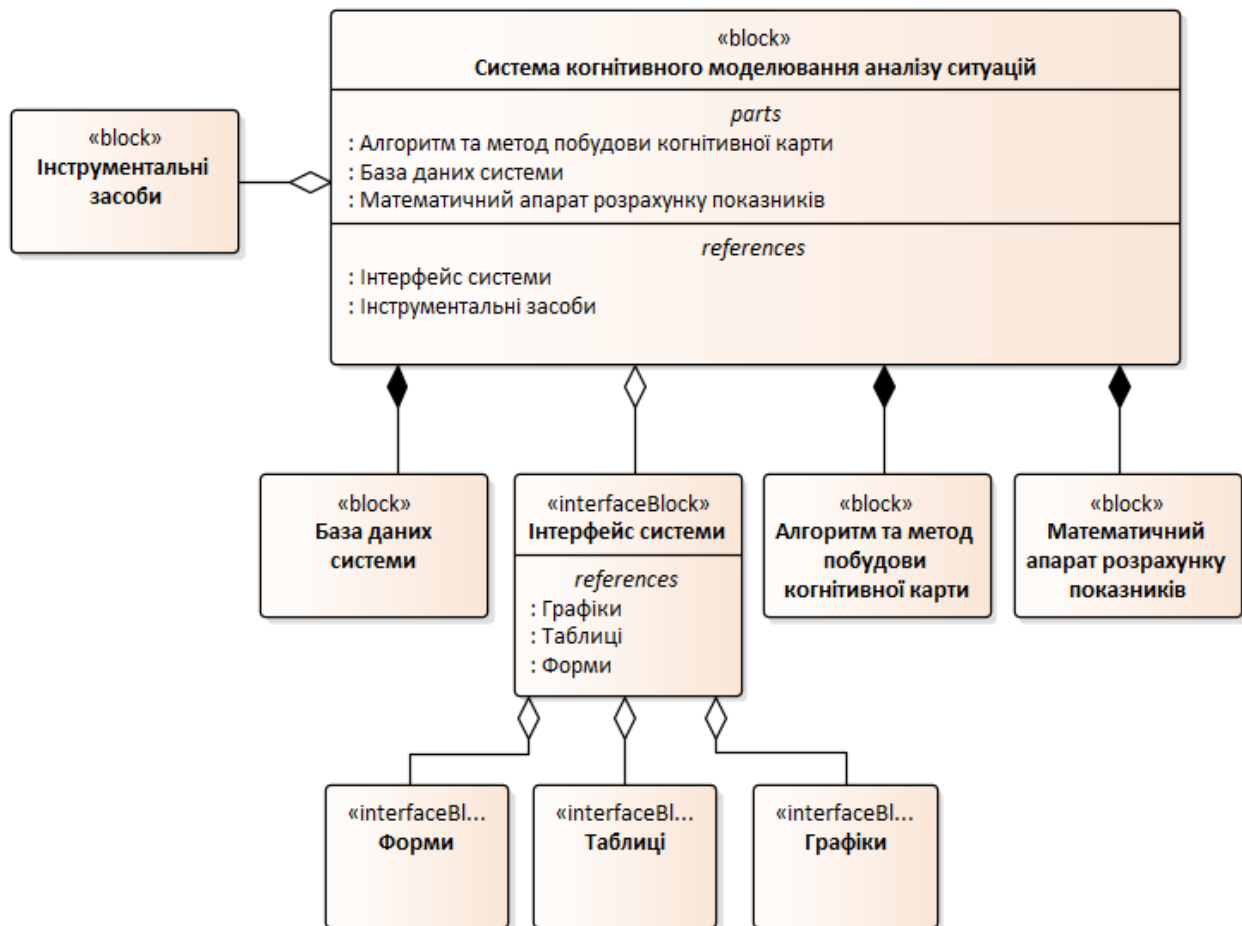 «block»
Система когнітивного моделювання аналізу ситуацій
parts
: Алгоритм та метод побудови когнітивної карти
: База даних системи
: Математичний апарат розрахунку показників
references
: Інтерфейс системи
: Інструментальні засоби
«block»
Інструментальні
засоби
«block»
База даних
системи
«interfaceBlock»
Інтерфейс системи
references
: Графіки
: Таблиці
: Форми
«block»
Алгоритм та метод
побудови
когнітивної карти
«block»
Математичний
апарат розрахунку
показників
«interfaceBl...
Форми
«interfaceBl...
Таблиці
«interfaceBl...
Графіки